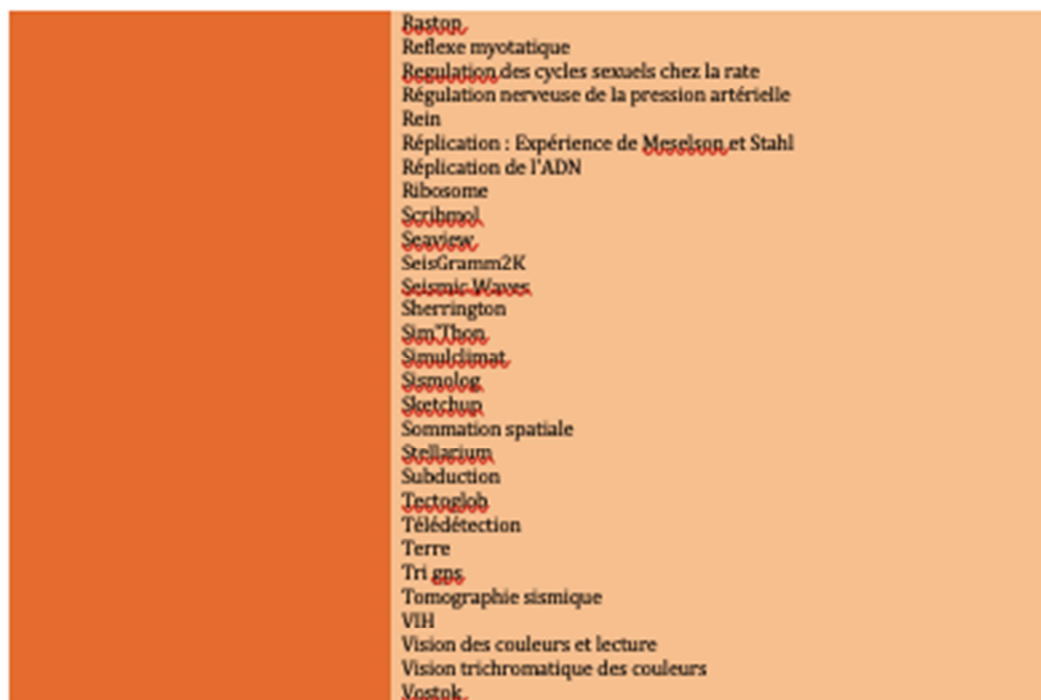 Rastop
Reflexe myotatique
Regulation des cycles sexuels chez la rate
Régulation nerveuse de la pression artérielle
Rein
Réplication : Expérience de Meselson et Stahl
Réplication de l'ADN
Ribosome
Scribmol
Seaview
SeisGramm2K
Seismic Waves
Sherrington
Sim'Thon
Simulclimat
Sismolog
Sketchup
Sommation spatiale
Stellarium
Subduction
Tectoglob
Télédétection
Terre
Tri gps
Tomographie sismique
VIH
Vision des couleurs et lecture
Vision trichromatique des couleurs
Vostok